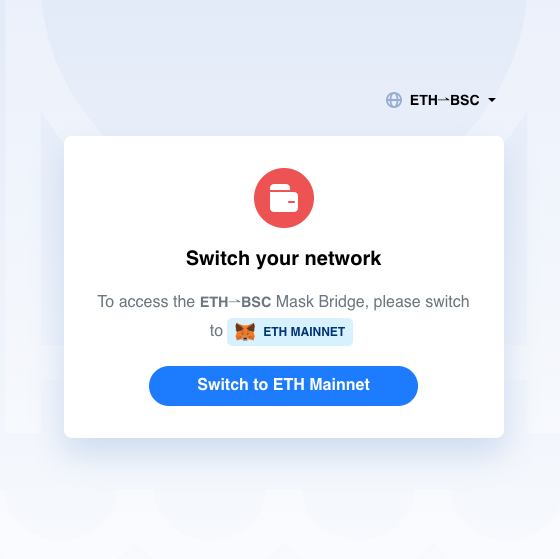 ETH⇀BSC
Switch your network
To access the ETH⇀BSC Mask Bridge, please switch
to ETH MAINNET
Switch to ETH Mainnet